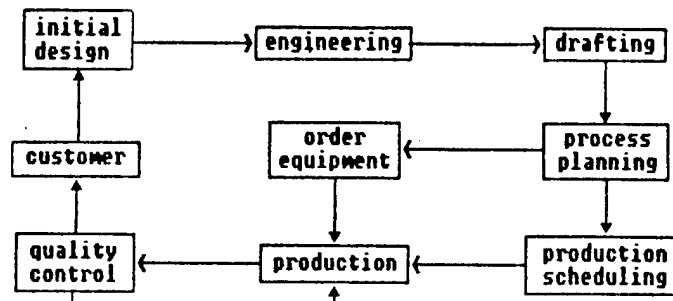 initial
design
engineering
drafting
customer
order
equipment
process
planning
quality
control
production
production
scheduling